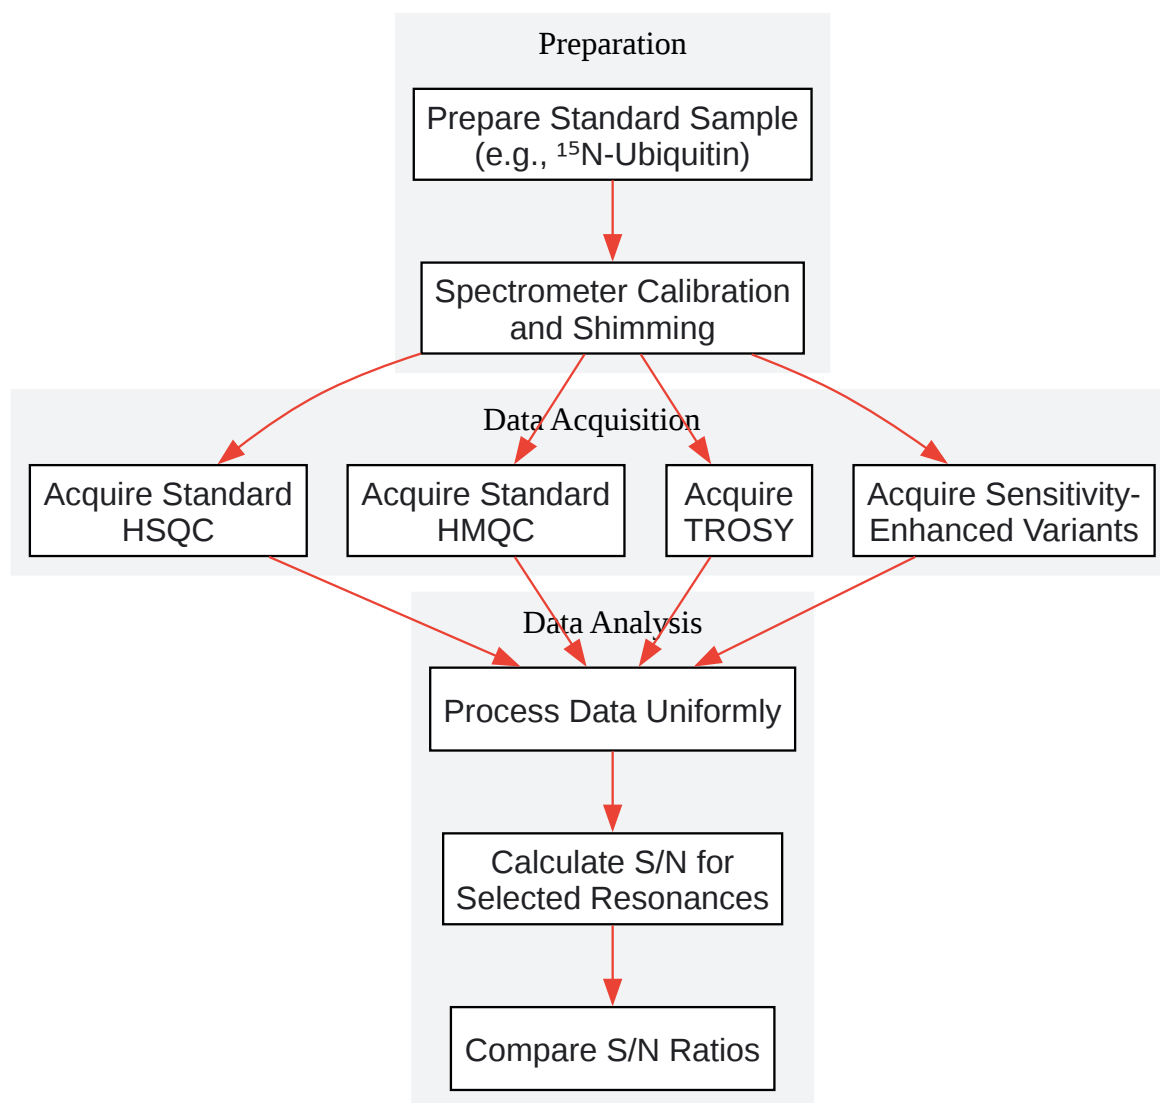 Preparation
Prepare Standard Sample
(e.g., ¹⁵N-Ubiquitin)
Spectrometer Calibration
and Shimming
Data Acquisition
Acquire Standard
HSQC
Acquire Standard
HMQC
Acquire
TROSY
Acquire Sensitivity-
Enhanced Variants
Data Analysis
Process Data Uniformly
Calculate S/N for
Selected Resonances
Compare S/N Ratios